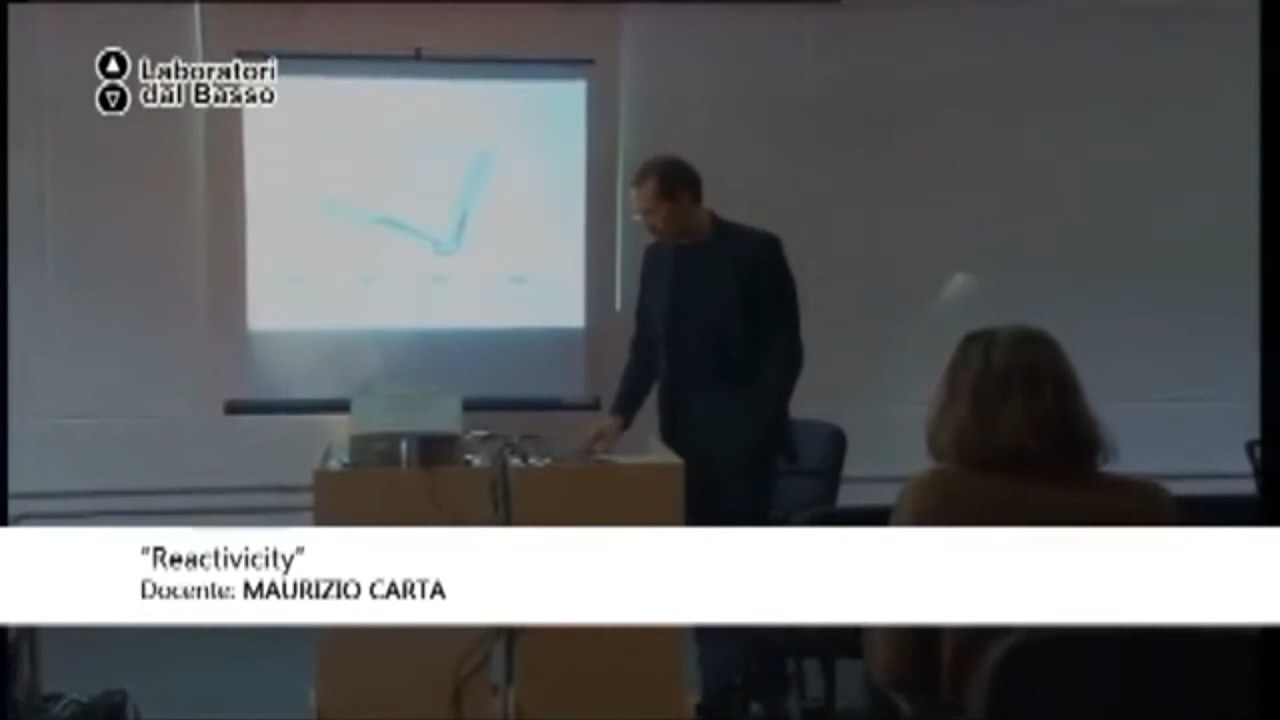 Laboratori
dal Basso
“Reactivicity”
Docente: MAURIZIO CARTA